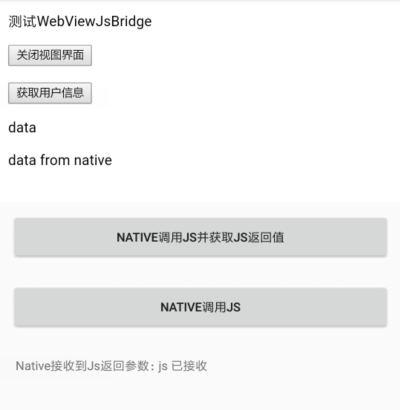 测试WebViewJsBridge
关闭视图界面
获取用户信息
data
data from native
NATIVE调用JS并获取JS返回值
NATIVE调用JS
Native接收到Js返回参数: js 已接收